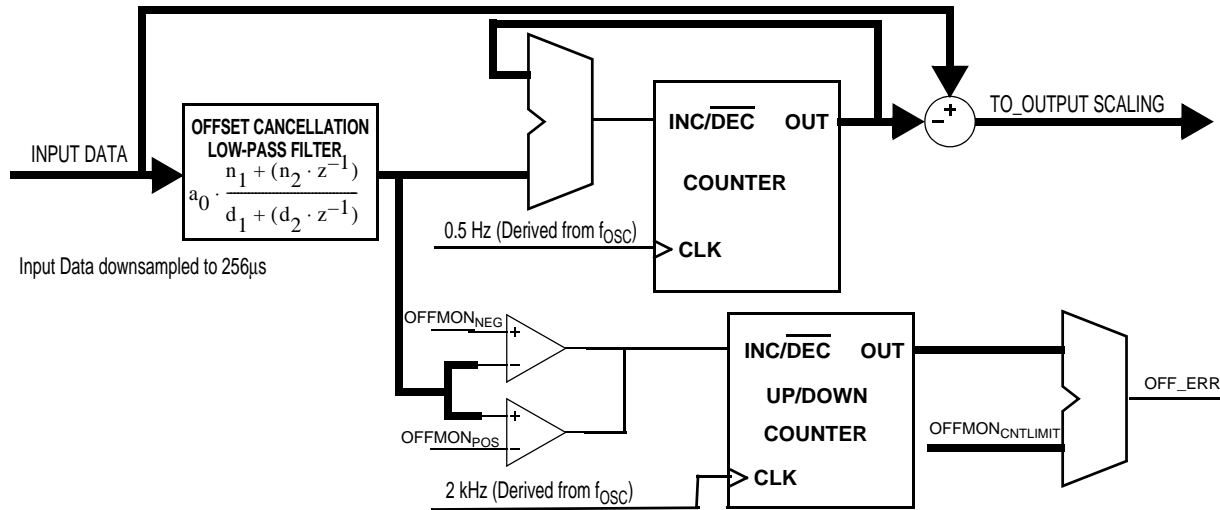 OFFSET CANCELLATION
LOW-PASS FILTER
a0 · n1 + (n2 · z−1)
d1 + (d2 · z−1)
INPUT DATA
Input Data downsampled to 256μs
INC/DEC OUT
COUNTER
CLK
0.5 Hz (Derived from fOSC)
− +
TO_OUTPUT SCALING
OFFMONNEG
+
−
+
−
OFFMONPOS
INC/DEC OUT
UP/DOWN
COUNTER
CLK
2 kHz (Derived from fOSC)
OFFMONCNTLIMIT
OFF_ERR